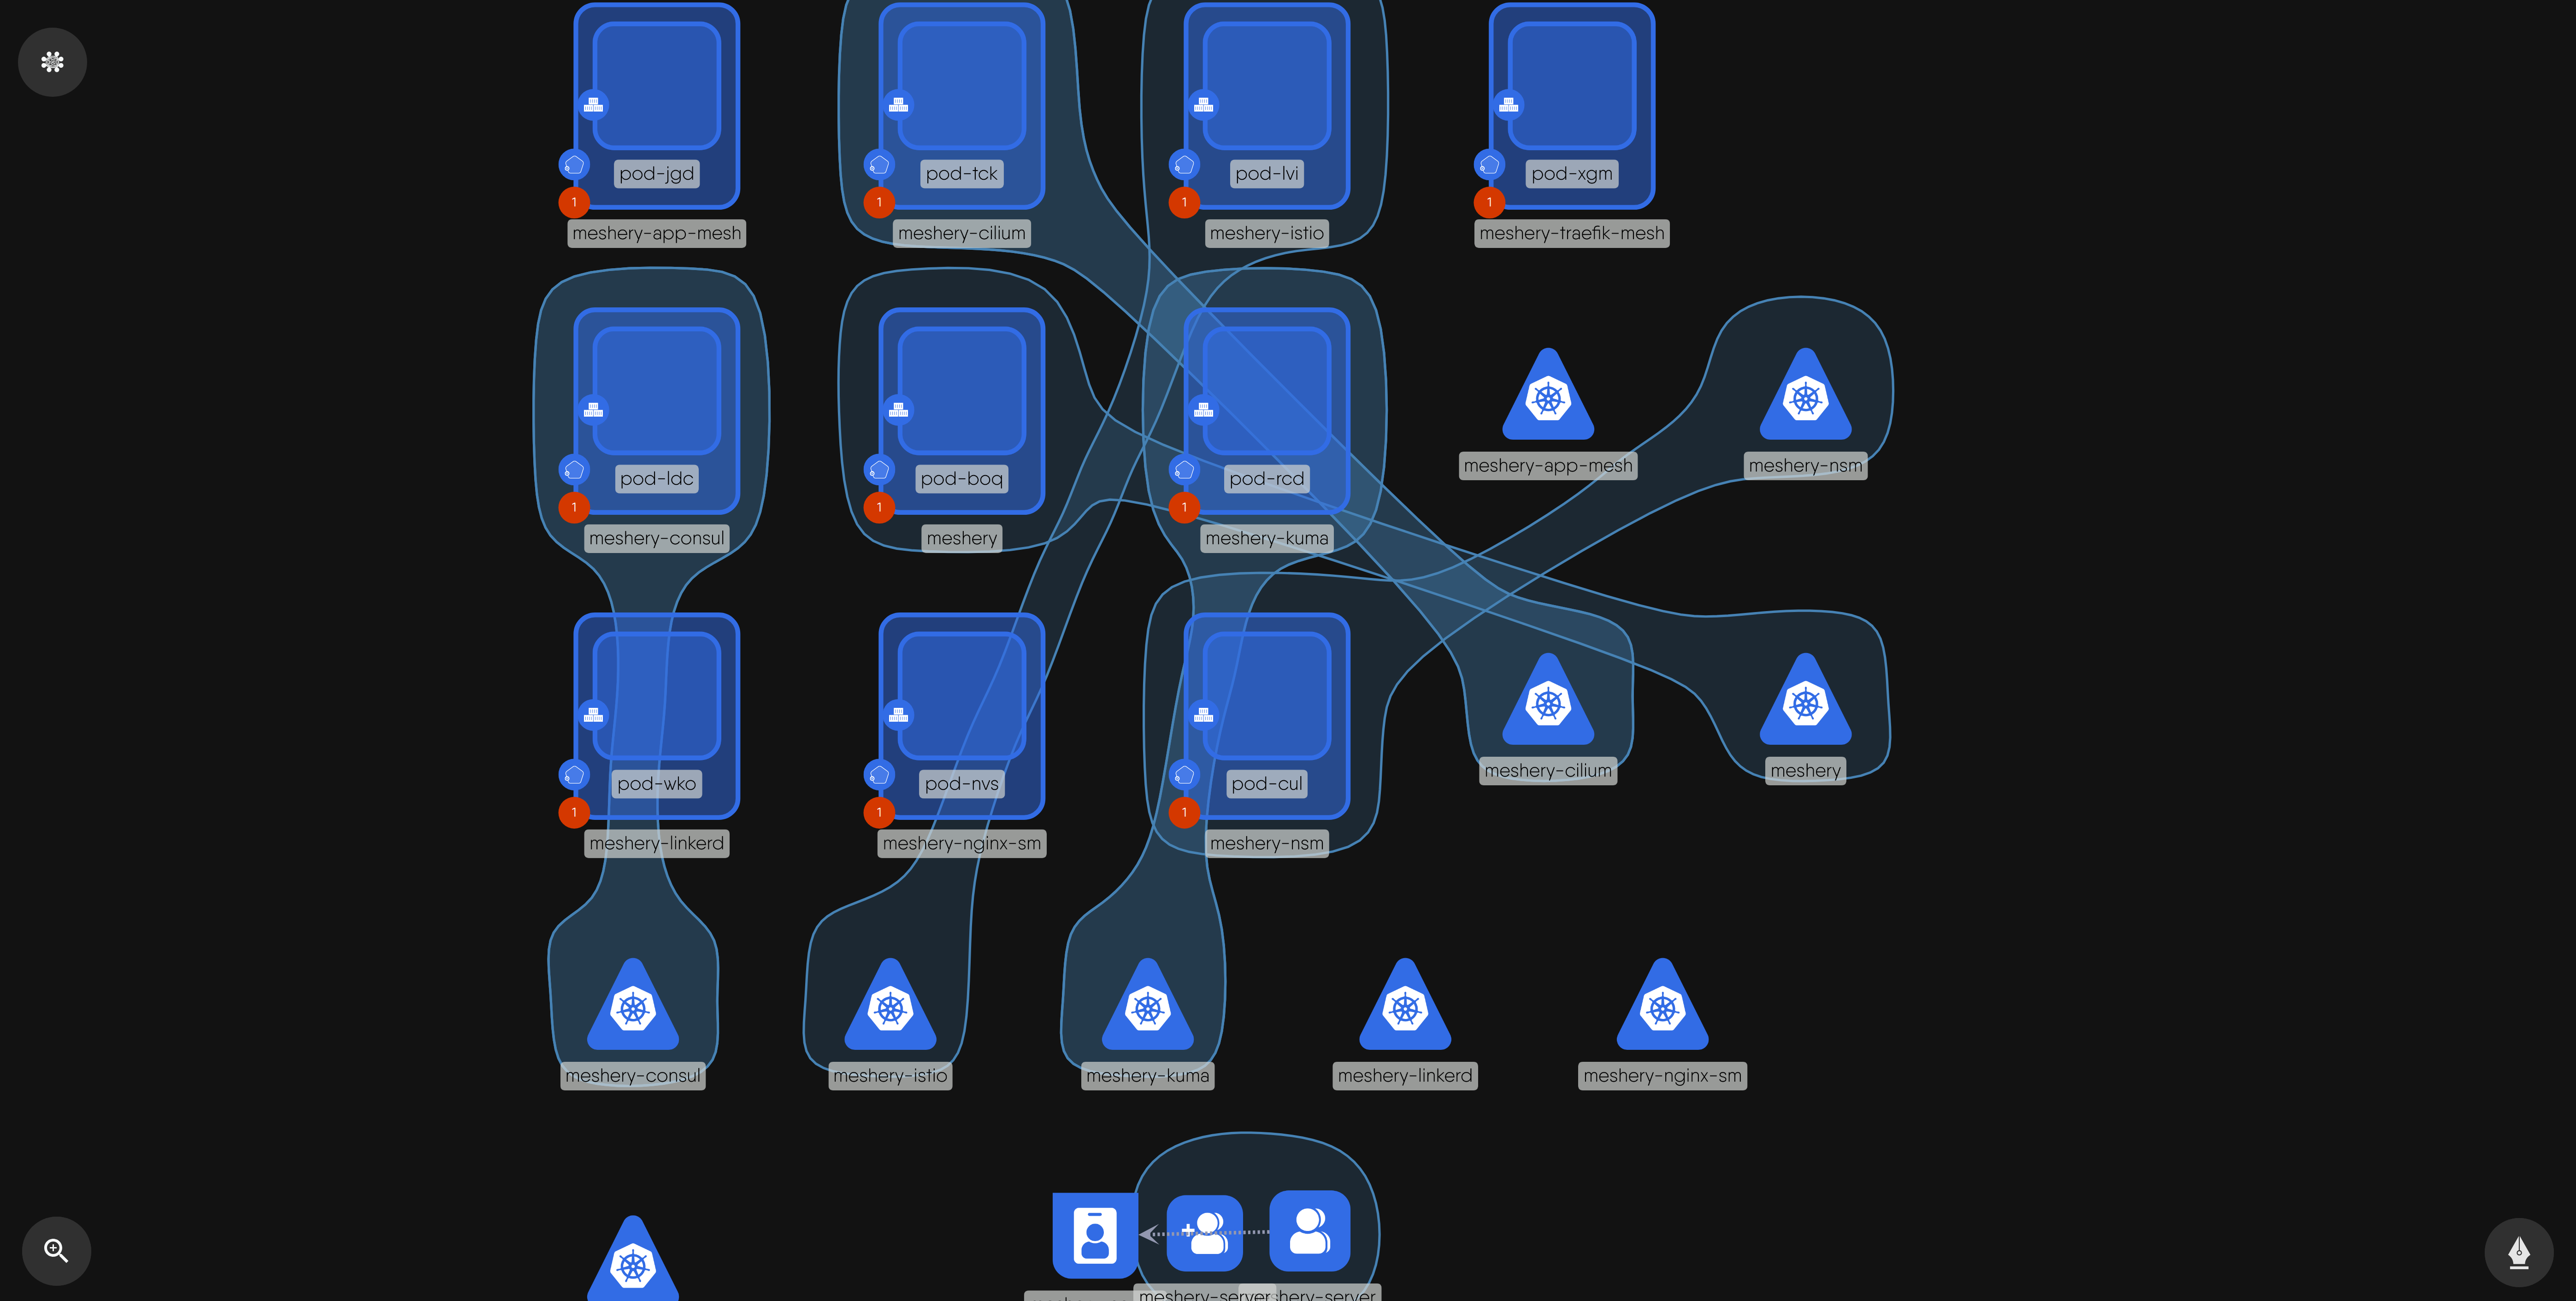 pod-jgd
pod-tck
pod-lvi
pod-xgm
1
1
1
1
meshery-app-mesh
meshery-cilium
meshery-istio
meshery-traefik-mesh
pod-ldc
pod-boq
pod-rcd
meshery-app-mesh
meshery-nsm
1
1
1
meshery-consul
meshery
meshery-kuma
pod-wko
pod-nvs
pod-cul
meshery-cilium
meshery
1
1
1
meshery-linkerd
meshery-nginx-sm
meshery-nsm
meshery-consul
meshery-istio
meshery-kuma
meshery-linkerd
meshery-nginx-sm
meshery-server
hery-server